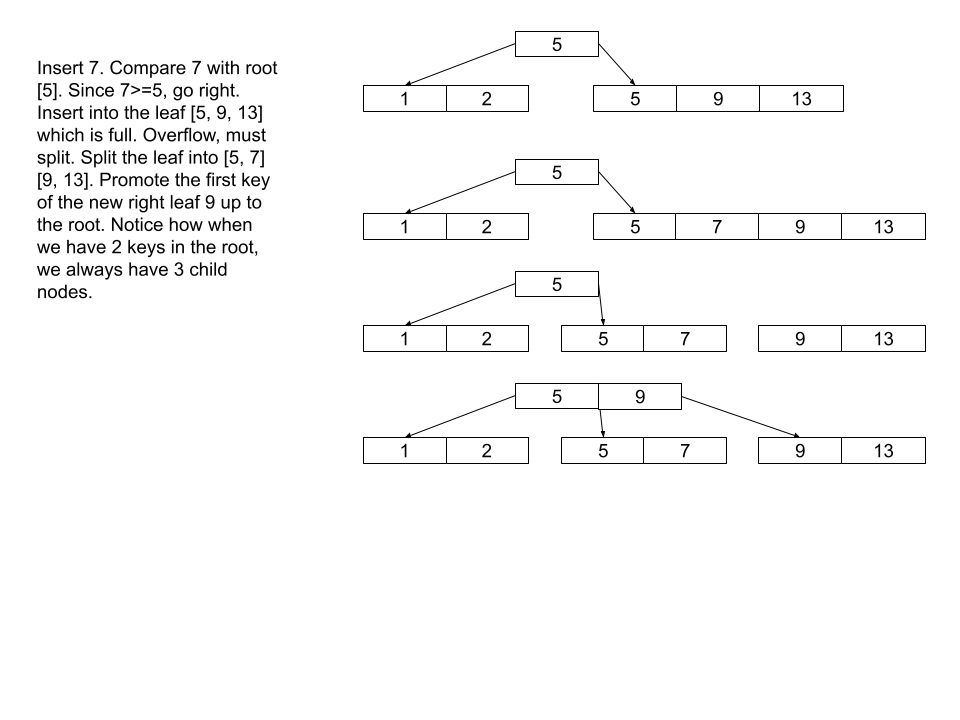 Insert 7. Compare 7 with root
[5]. Since 7>=5, go right.
Insert into the leaf [5, 9, 13]
which is full. Overflow, must
split. Split the leaf into [5, 7]
[9, 13]. Promote the first key
of the new right leaf 9 up to
the root. Notice how when
we have 2 keys in the root,
we always have 3 child
nodes.
5
1 2 5 9 13
5
1 2 5 7 9 13
5
1 2 5 7 9 13
5 9
1 2 5 7 9 13